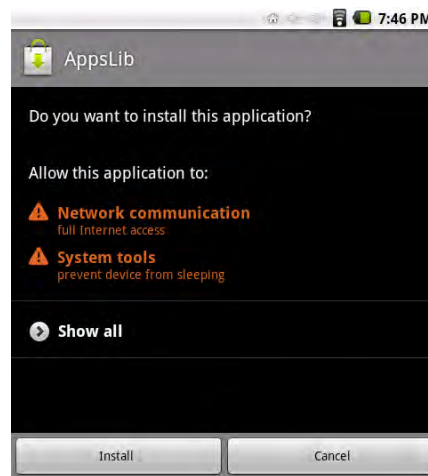 7:46 PM
AppsLib
Do you want to install this application?
Allow this application to:
Network communication
full Internet access
System tools
prevent device from sleeping
Show all
Install
Cancel